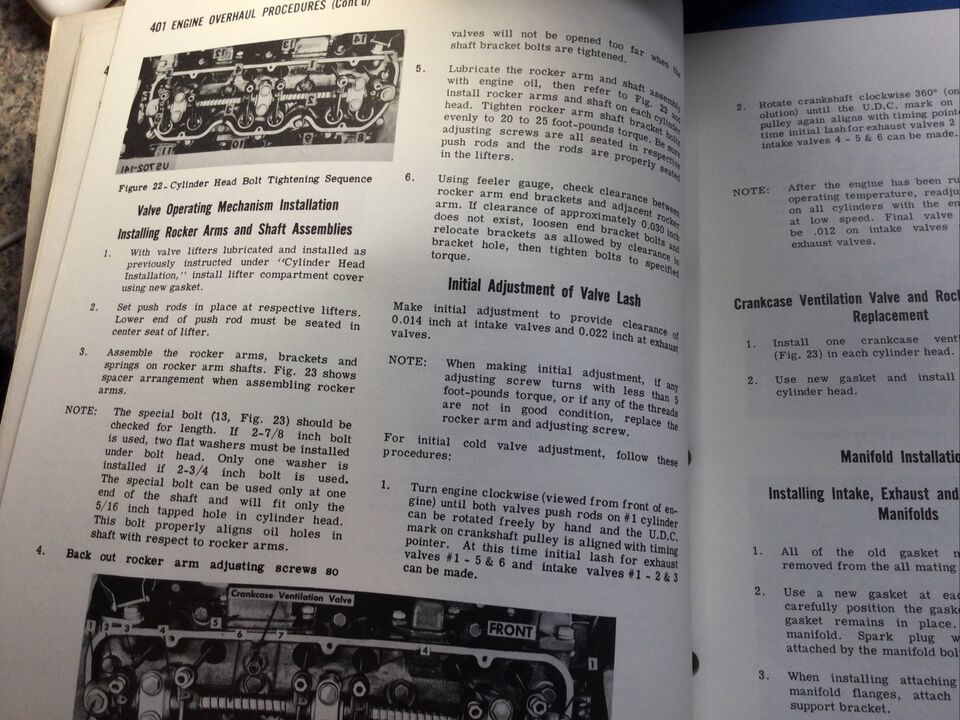 401 ENGINE OVERHAUL PROCEDURES (Cont'd)
US 702-141
Figure 22-Cylinder Head Bolt Tightening Sequence
Valve Operating Mechanism Installation
Installing Rocker Arms and Shaft Assemblies
1. With valve lifters lubricated and installed as
previously instructed under "Cylinder Head
Installation," install lifter compartment cover
using new gasket.
2. Set push rods in place at respective lifters.
Lower end of push rod must be seated in
center seat of lifter.
3. Assemble the rocker arms, brackets and
springs on rocker arm shafts. Fig. 23 shows
spacer arrangement when assembling rocker
arms.
NOTE: The special bolt (13, Fig. 23) should be
checked for length. If 2-7/8 inch bolt
is used, two flat washers must be installed
under bolt head. Only one washer is
installed if 2-3/4 inch bolt is used.
The special bolt can be used only at one
end of the shaft and will fit only the
5/16 inch tapped hole in cylinder head.
This bolt properly aligns oil holes in
shaft with respect to rocker arms.
4. Back out rocker arm adjusting screws so
valves will not be opened too far when the
shaft bracket bolts are tightened.
5. Lubricate the rocker arm and shaft assembly
with engine oil, then refer to Fig. 23 and
install rocker arms and shaft on each cylinder
head. Tighten rocker arm shaft bracket bolts
evenly to 20 to 25 foot-pounds torque. Be sure
adjusting screws are all seated in respective
push rods and the rods are properly seated
in the lifters.
6. Using feeler gauge, check clearance between
rocker arm end brackets and adjacent rocker
arm. If clearance of approximately 0.030 inch
does not exist, loosen end bracket bolts and
relocate brackets as allowed by clearance in
bracket hole, then tighten bolts to specified
torque.
Initial Adjustment of Valve Lash
Make initial adjustment to provide clearance of
0.014 inch at intake valves and 0.022 inch at exhaust
valves.
NOTE: When making initial adjustment, if any
adjusting screw turns with less than 5
foot-pounds torque, or if any of the threads
are not in good condition, replace the
rocker arm and adjusting screw.
For initial cold valve adjustment, follow these
procedures:
1. Turn engine clockwise (viewed from front of en-
gine) until both valves push rods on #1 cylinder
can be rotated freely by hand and the U.D.C.
mark on crankshaft pulley is aligned with timing
pointer. At this time initial lash for exhaust
valves #1 - 5 & 6 and intake valves #1 - 2 & 3
can be made.
Crankcase Ventilation Valve
FRONT
1 2 3 4 5 6 7 4 1
2. Rotate crankshaft clockwise 360° (on
olution) until the U.D.C. mark on
pulley again aligns with timing point
time initial lash for exhaust valves 2
intake valves 4 - 5 & 6 can be made.
NOTE: After the engine has been ru
operating temperature, readju
on all cylinders with the en
at low speed. Final valve
be .012 on intake valves
exhaust valves.
Crankcase Ventilation Valve and Roc
Replacement
1. Install one crankcase vent
(Fig. 23) in each cylinder head.
2. Use new gasket and install
cylinder head.
Manifold Installatio
Installing Intake, Exhaust and
Manifolds
1. All of the old gasket m
removed from the all mating
2. Use a new gasket at eac
carefully position the gask
gasket remains in place.
manifold. Spark plug w
attached by the manifold bol
3. When installing attaching
manifold flanges, attach
support bracket.